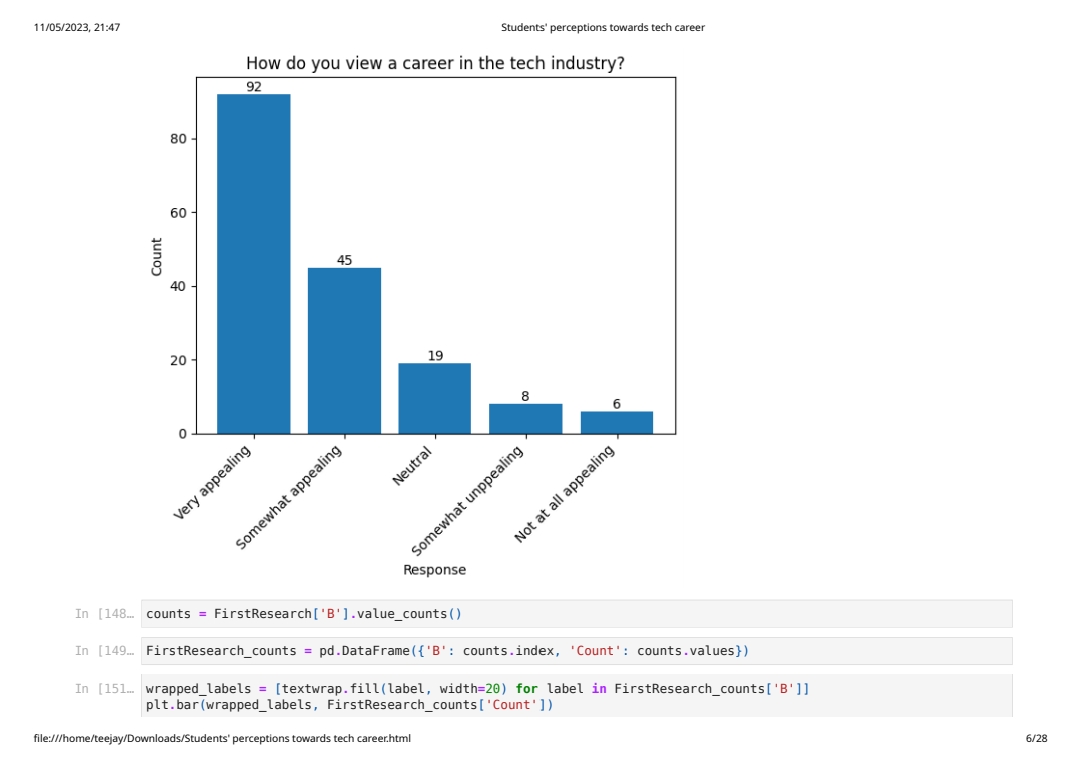 11/05/2023, 21:47
Students' perceptions towards tech career
How do you view a career in the tech industry?
92
45
19
8
6
80
60
40
20
0
Count
Very appealing
Somewhat appealing
Neutral
Somewhat unppealing
Not at all appealing
Response
In [148…
counts = FirstResearch['B'].value_counts()
In [149…
FirstResearch_counts = pd.DataFrame({'B': counts.index, 'Count': counts.values})
In [151…
wrapped_labels = [textwrap.fill(label, width=20) for label in FirstResearch_counts['B']]
plt.bar(wrapped_labels, FirstResearch_counts['Count'])
file:///home/teejay/Downloads/Students' perceptions towards tech career.html
6/28